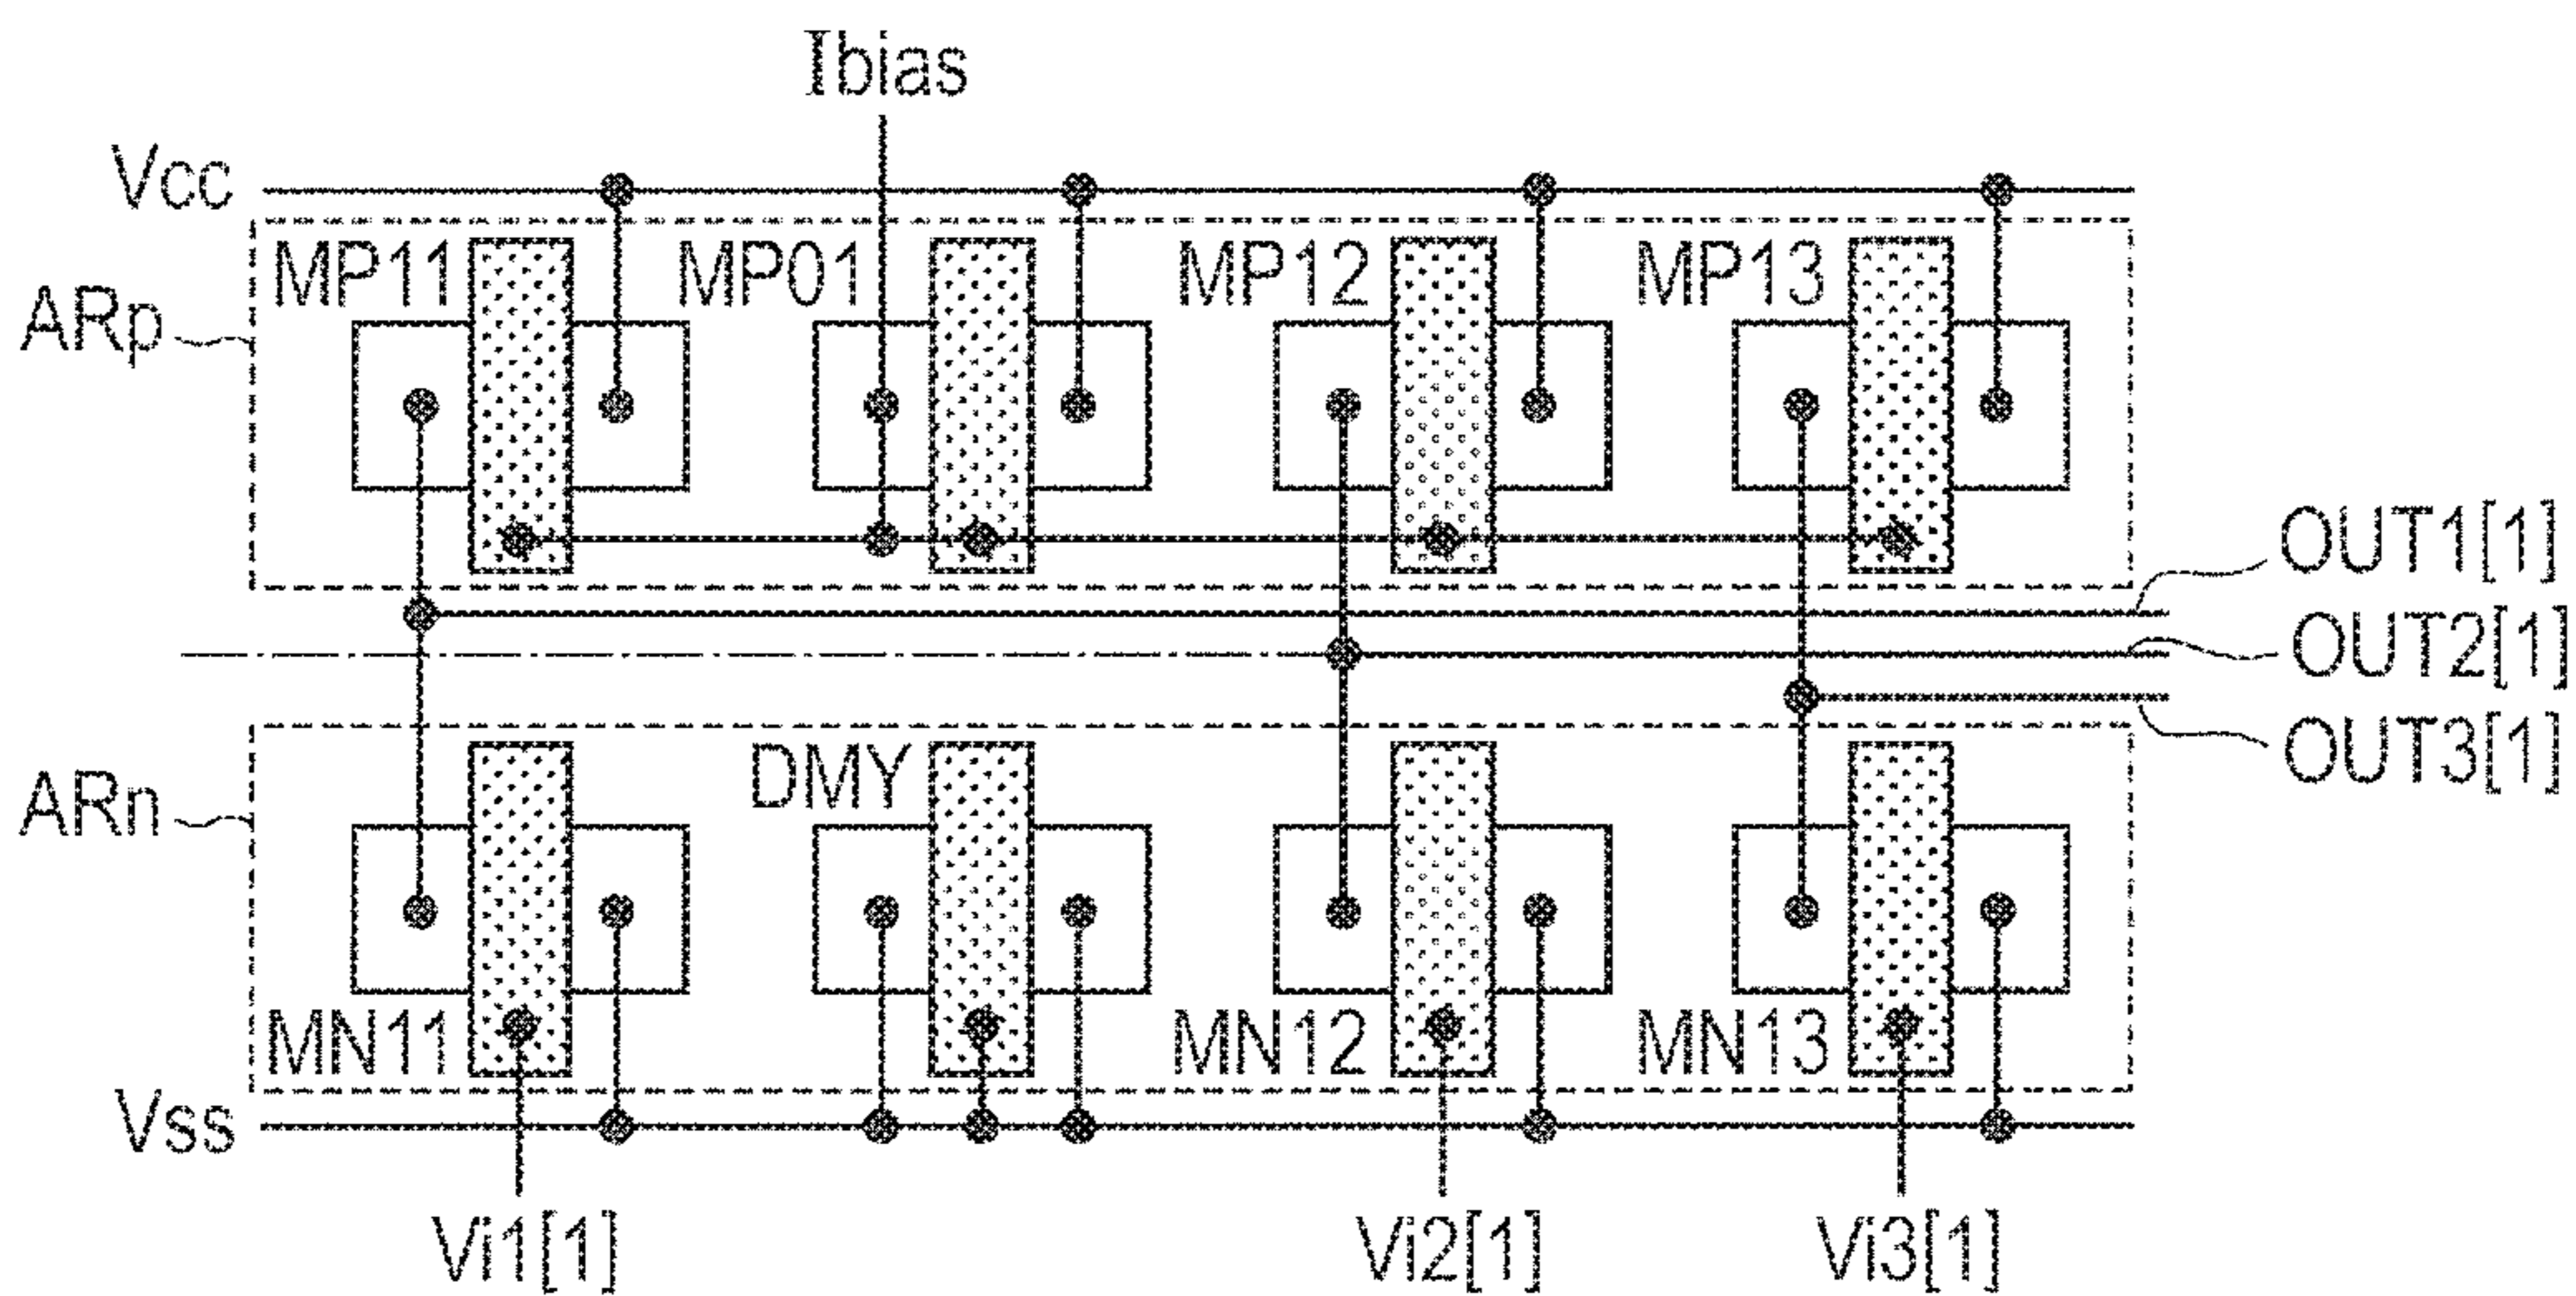 Ibias
Vcc
MP11 MP01 MP12 MP13
ARp
OUT1[1]
OUT2[1]
OUT3[1]
DMY
ARn
MN11 MN12 MN13
Vss
Vi1[1] Vi2[1] Vi3[1]